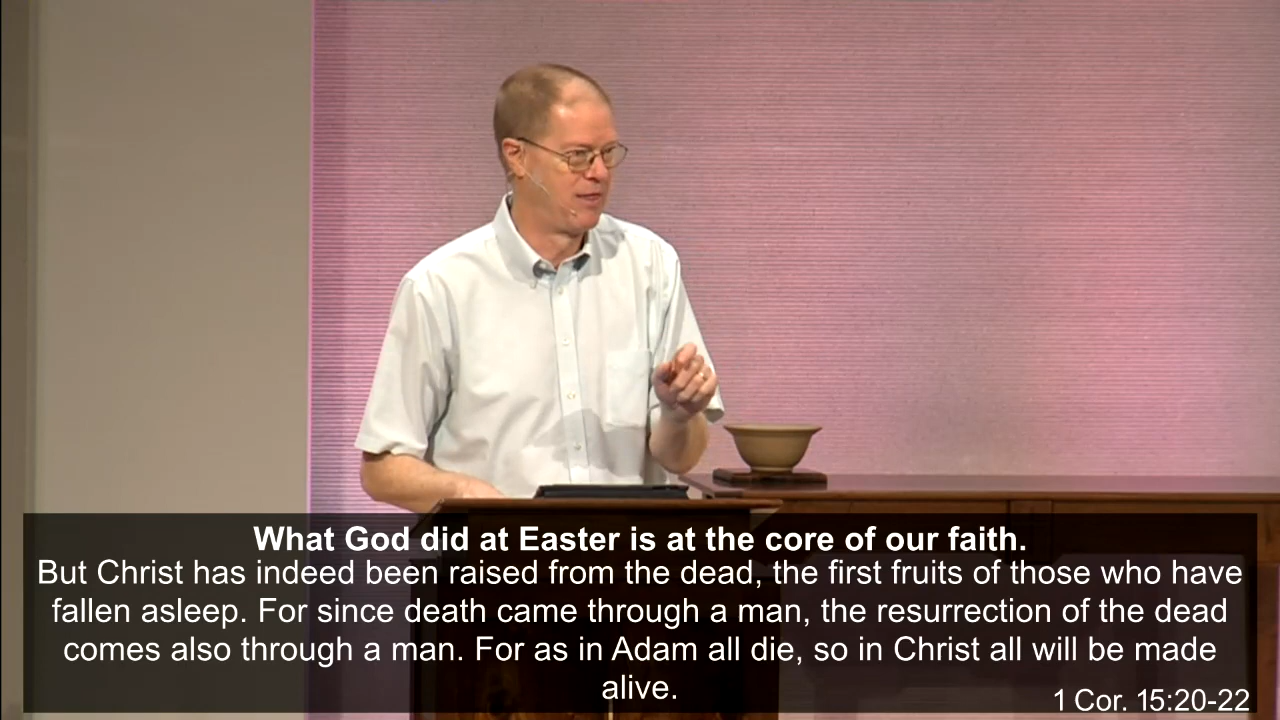 What God did at Easter is at the core of our faith.
But Christ has indeed been raised from the dead, the first fruits of those who have
fallen asleep. For since death came through a man, the resurrection of the dead
comes also through a man. For as in Adam all die, so in Christ all will be made
alive.
1 Cor. 15:20-22